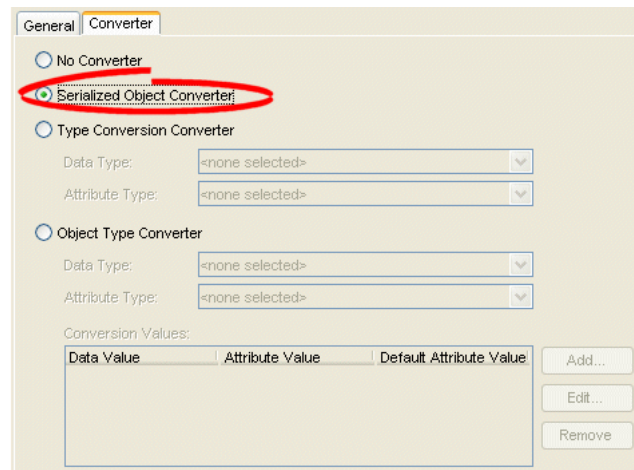 General Converter
No Converter
Serialized Object Converter
Type Conversion Converter
Data Type: <none selected>
Attribute Type: <none selected>
Object Type Converter
Data Type: <none selected>
Attribute Type: <none selected>
Conversion Values:
Data Value Attribute Value Default Attribute Value
Add...
Edit...
Remove